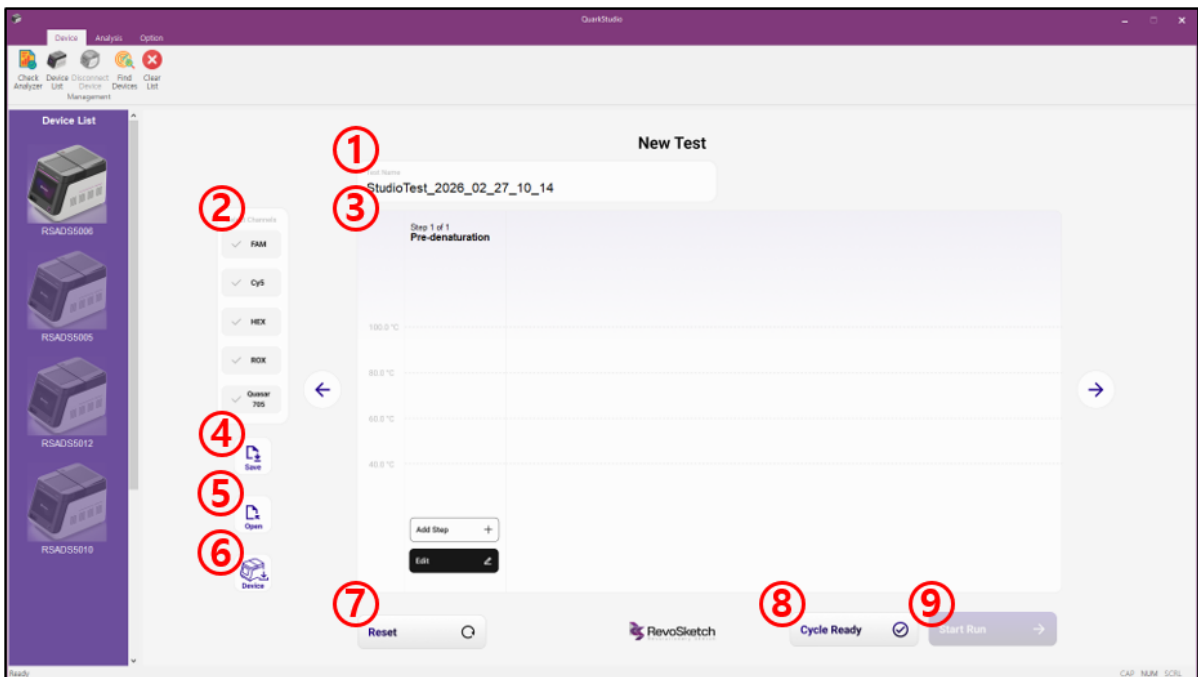 QuarkStudio
Device Analysis Option
Check Analyzer
Device List
Disconnect Device
Find Devices
Clear List
Management
Device List
RSADS5006
RSADS5005
RSADS5012
RSADS5010
New Test
①
Test Name
StudioTest_2026_02_27_10_14
②
Channels
FAM
Cy5
HEX
ROX
Quasar
705
③
Step 1 of 1
Pre-denaturation
100.0 °C
80.0 °C
60.0 °C
40.0 °C
Add Step
Edit
④
Save
⑤
Open
⑥
Device
⑦
Reset
RevoSketch
⑧
Cycle Ready
⑨
Start Run
Ready
CAP NUM SCRL